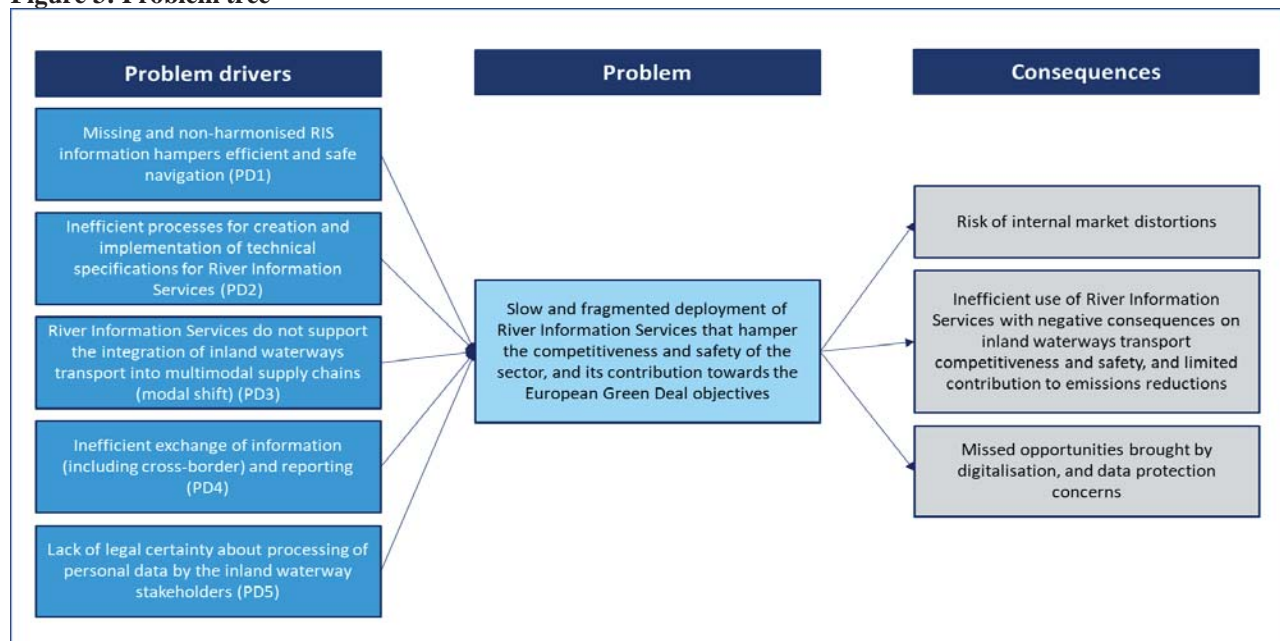 Figure 3: Problem tree
Problem drivers
Missing and non-harmonised RIS
information hampers efficient and safe
navigation (PD1)
Inefficient processes for creation and
implementation of technical
specifications for River Information
Services (PD2)
River Information Services do not support
the integration of inland waterways
transport into multimodal supply chains
(modal shift) (PD3)
Inefficient exchange of information
(including cross-border) and reporting
(PD4)
Lack of legal certainty about processing of
personal data by the inland waterway
stakeholders (PD5)
Problem
Slow and fragmented deployment of
River Information Services that hamper
the competitiveness and safety of the
sector, and its contribution towards the
European Green Deal objectives
Consequences
Risk of internal market distortions
Inefficient use of River Information
Services with negative consequences on
inland waterways transport
competitiveness and safety, and limited
contribution to emissions reductions
Missed opportunities brought by
digitalisation, and data protection
concerns